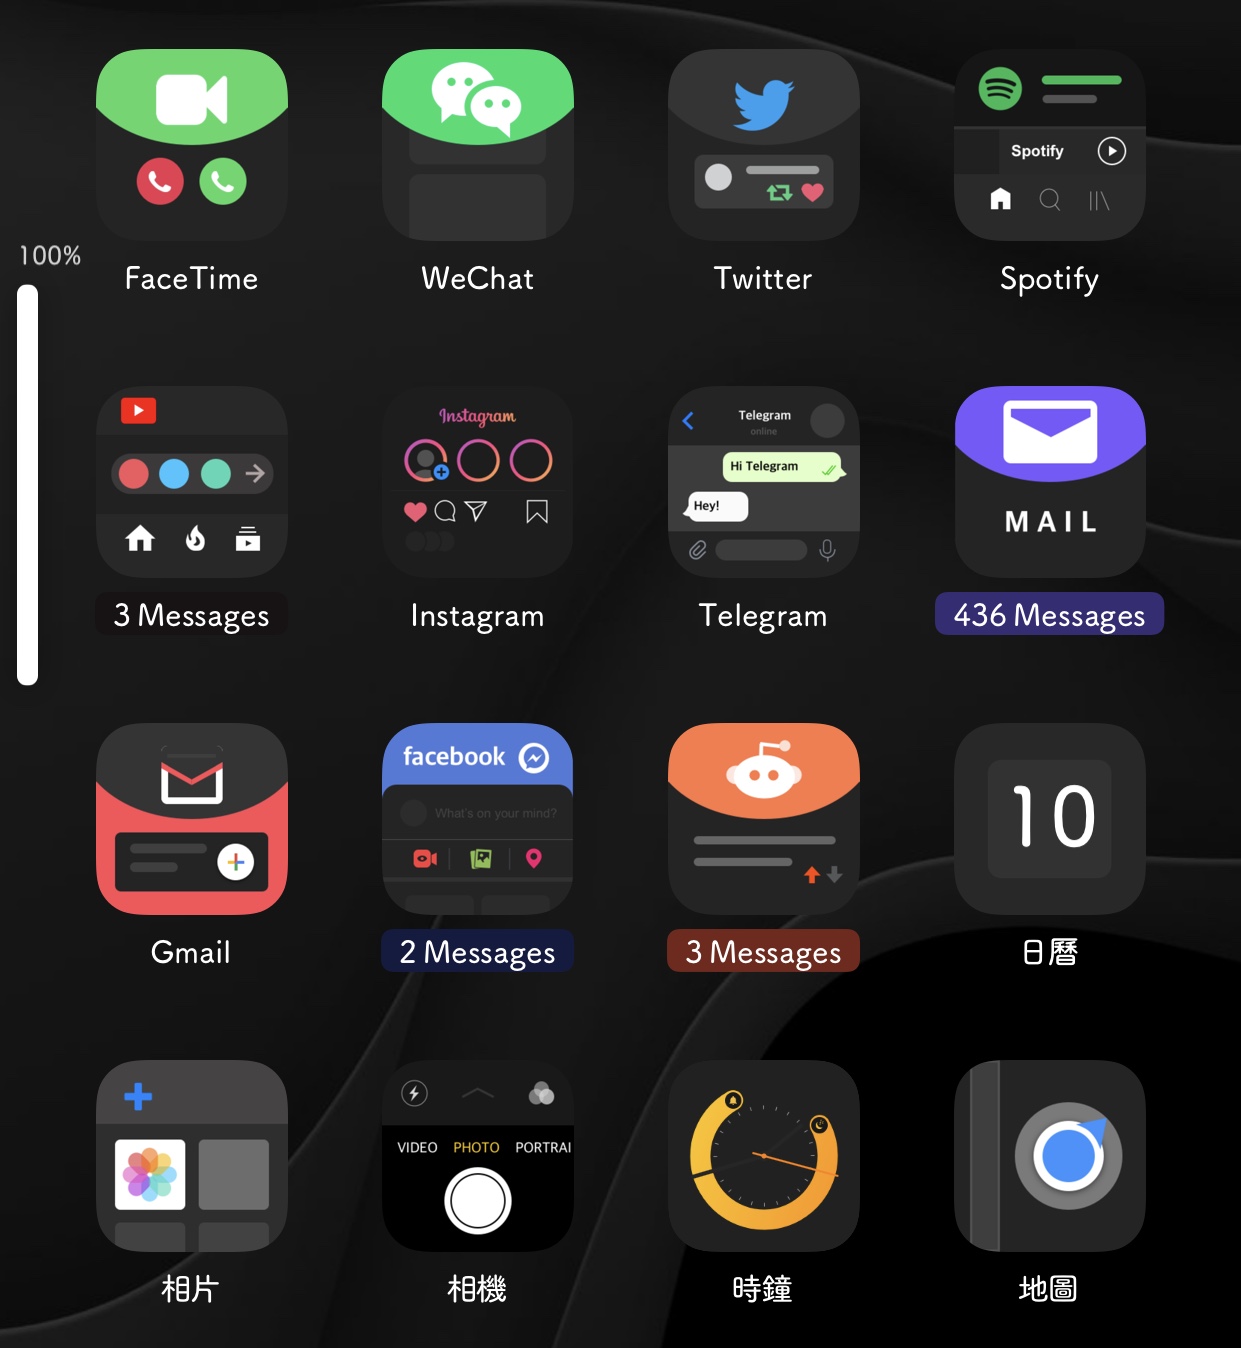 100%
FaceTime
WeChat
Spotify
Twitter
Spotify
Instagram
Telegram
online
Hi Telegram
Hey!
MAIL
3 Messages
Instagram
Telegram
436 Messages
facebook
What's on your mind?
10
Gmail
2 Messages
3 Messages
日曆
VIDEO PHOTO PORTRAI
相片
相機
時鐘
地圖